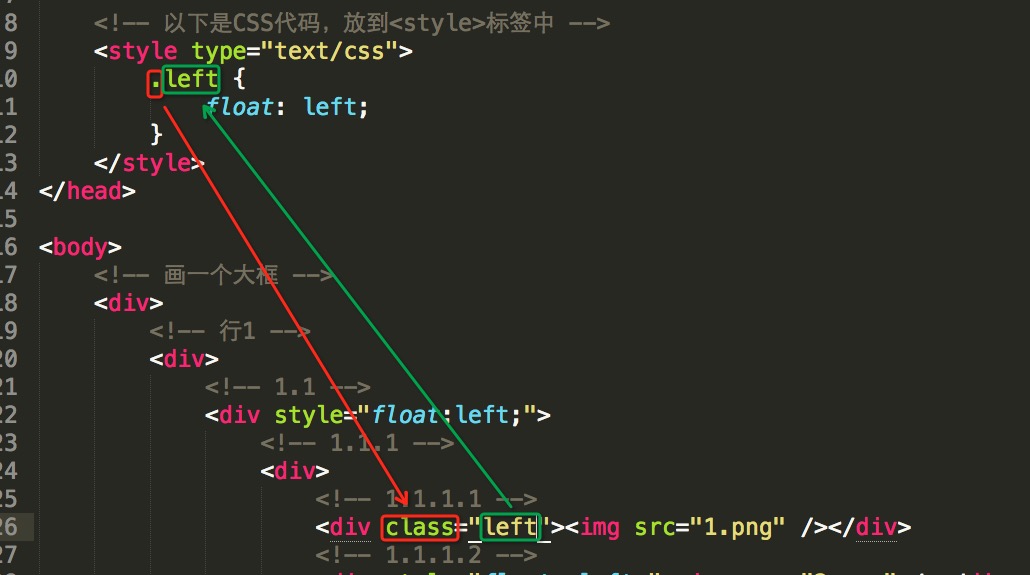 8 <!-- 以下是CSS代码，放到<style>标签中 -->
9 <style type="text/css">
10 .left {
11 float: left;
12 }
13 </style>
14 </head>
15
16 <body>
17 <!-- 画一个大框 -->
18 <div>
19 <!-- 行1 -->
20 <div>
21 <!-- 1.1 -->
22 <div style="float:left;">
23 <!-- 1.1.1 -->
24 <div>
25 <!-- 1.1.1.1 -->
26 <div class="left"><img src="1.png" /></div>
27 <!-- 1.1.1.2 -->